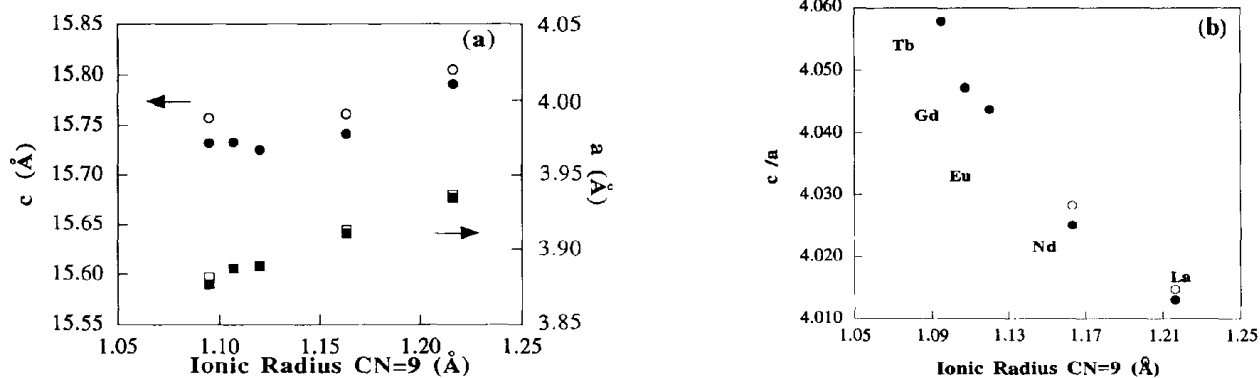 (a)
15.85
15.80
15.75
15.70
15.65
15.60
15.55
c (Å)
4.05
4.00
3.95
3.90
3.85
a (Å)
1.05 1.10 1.15 1.20 1.25
Ionic Radius CN=9 (Å)
(b)
4.060
4.050
4.040
4.030
4.020
4.010
c/a
Tb
Gd
Eu
Nd
La
1.05 1.09 1.13 1.17 1.21 1.25
Ionic Radius CN=9 (Å)